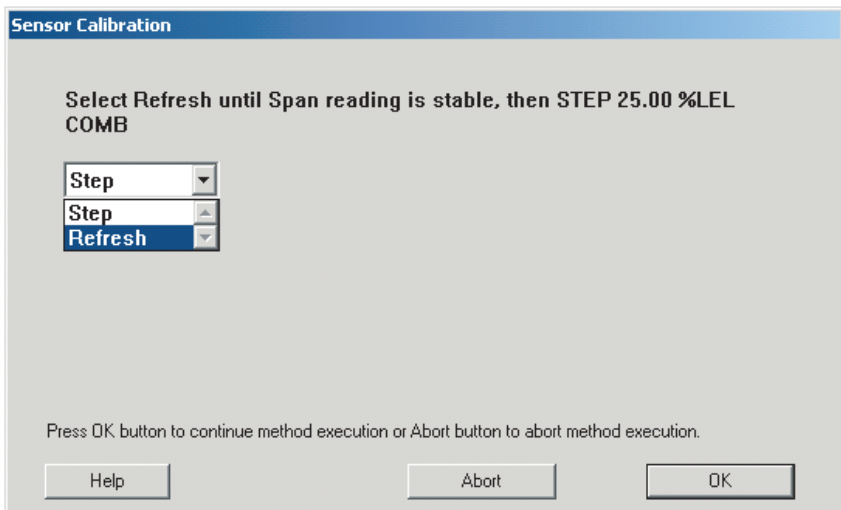 Sensor Calibration
Select Refresh until Span reading is stable, then STEP 25.00 %LEL
COMB
Step
Step
Refresh
Press OK button to continue method execution or Abort button to abort method execution.
Help
Abort
OK